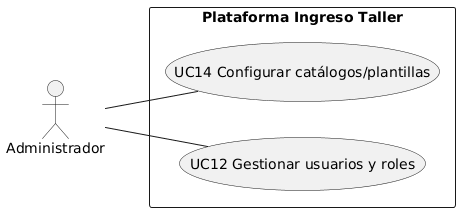 Plataforma Ingreso Taller
UC14 Configurar catálogos/plantillas
Administrador
UC12 Gestionar usuarios y roles